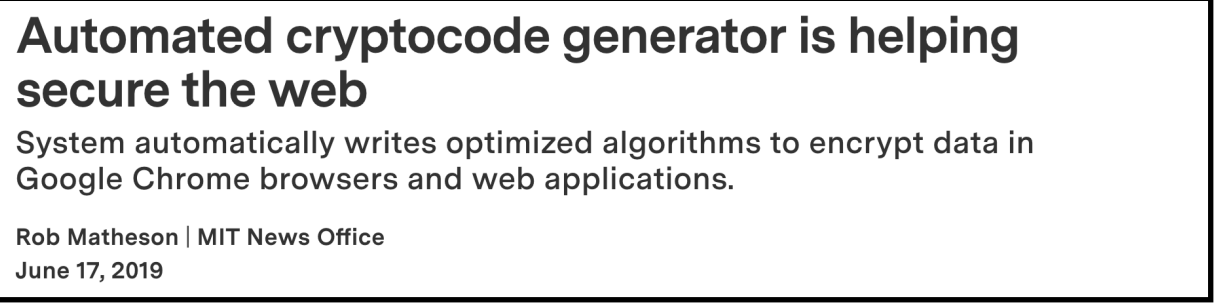 Automated cryptocode generator is helping
secure the web
System automatically writes optimized algorithms to encrypt data in
Google Chrome browsers and web applications.
Rob Matheson | MIT News Office
June 17, 2019